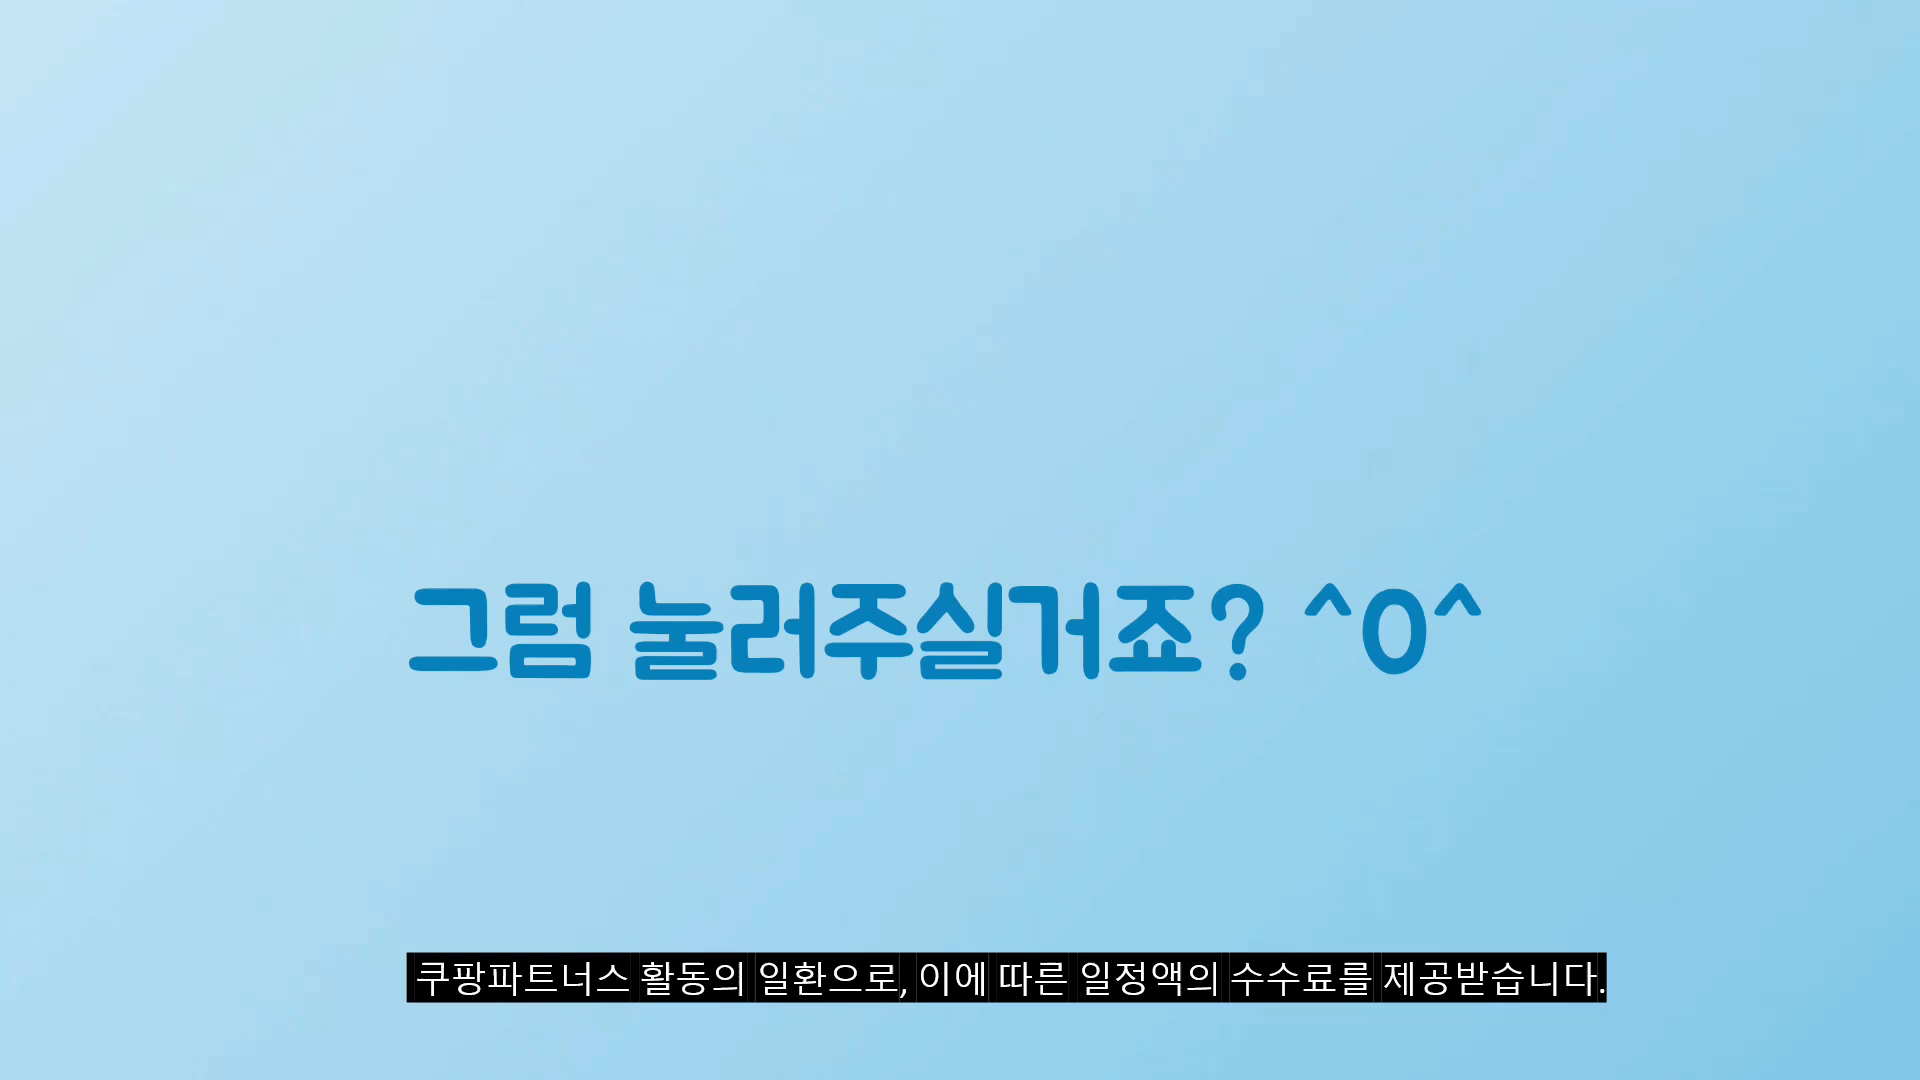 그럼 눌러주실거죠? ^0^
쿠팡파트너스 활동의 일환으로, 이에 따른 일정액의 수수료를 제공받습니다.